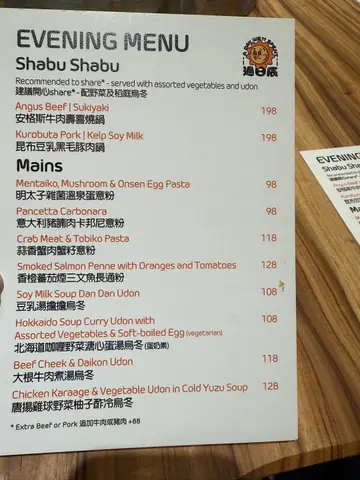 EVENING MENU
過日辰
Shabu Shabu
Recommended to share* - served with assorted vegetables and udon
建議開心share* - 配野菜及稻庭烏冬
Angus Beef | Sukiyaki 198
安格斯牛肉壽喜燒鍋
Kurobuta Pork | Kelp Soy Milk 198
昆布豆乳黑毛豚肉鍋
Mains
Mentaiko, Mushroom & Onsen Egg Pasta 98
明太子雜菌溫泉蛋意粉
Pancetta Carbonara 98
意大利豬腩肉卡邦尼意粉
Crab Meat & Tobiko Pasta 118
蒜香蟹肉蟹籽意粉
Smoked Salmon Penne with Oranges and Tomatoes 128
香橙蕃茄煙三文魚長通粉
Soy Milk Soup Dan Dan Udon 108
豆乳湯擔擔烏冬
Hokkaido Soup Curry Udon with 108
Assorted Vegetables & Soft-boiled Egg (vegetarian)
北海道咖喱野菜溏心蛋湯烏冬 (蛋奶素)
Beef Cheek & Daikon Udon 118
大根牛肉煮湯烏冬
Chicken Karaage & Vegetable Udon in Cold Yuzu Soup 128
唐揚雞球野菜柚子酢冷烏冬
* Extra Beef or Pork 追加牛肉或豬肉 +88
EVENING
Shabu Shabu